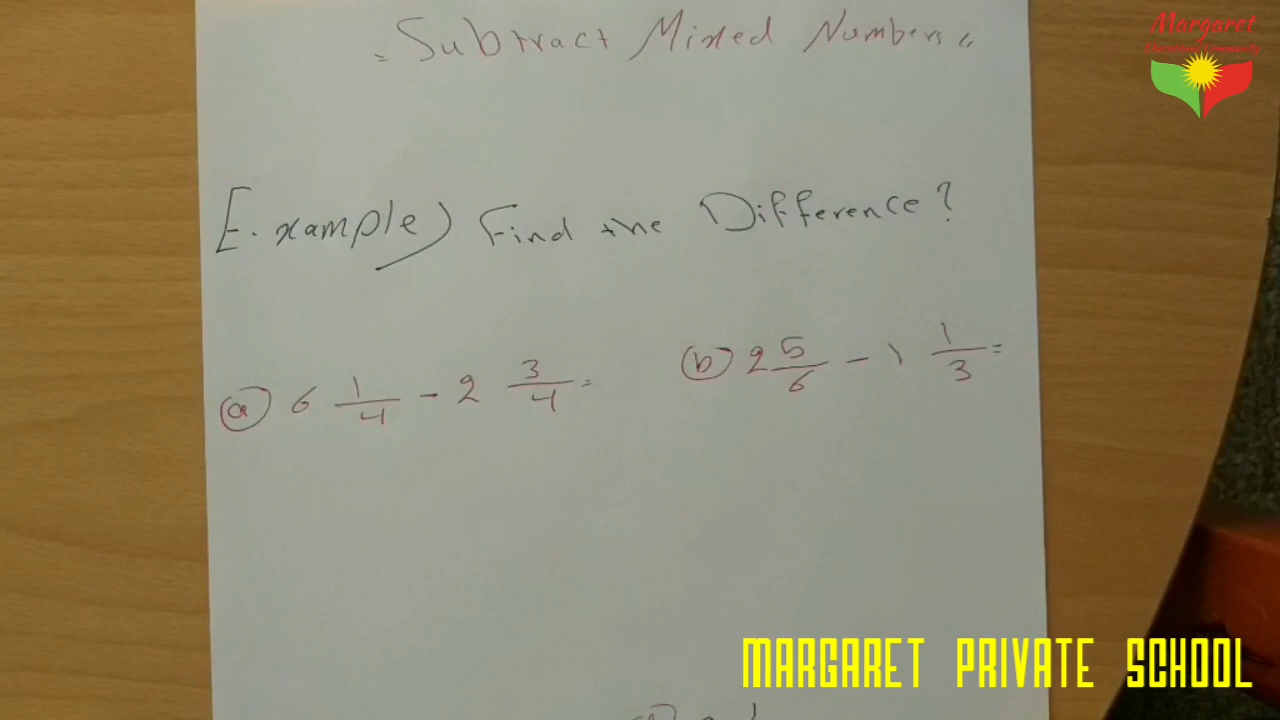 " Subtract Mixed Numbers "
Margaret
Example) Find the Difference?
ⓐ 6 1/4 - 2 3/4 =
ⓑ 2 5/6 - 1 1/3 =
MARGARET PRIVATE SCHOOL